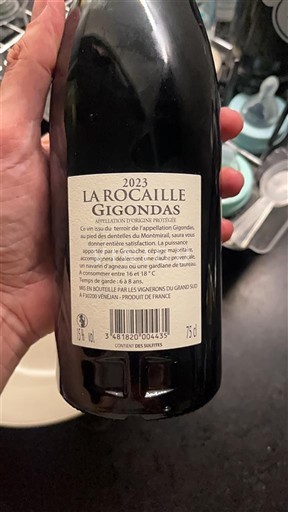 2023
LA ROCAILLE
GIGONDAS
APPELLATION D'ORIGINE PROTÉGÉE
Ce vin issu du terroir de l'appellation Gigondas,
au pied des dentelles du Montmirail, saura vous
donner entière satisfaction. La puissance
apportée par le Grenache, cépage majoritaire,
accompagnera idéalement une daube provençale,
un navarin d'agneau ou une gardiane de taureau.
A consommer entre 16 et 18 ° C
Temps de garde : 6 à 8 ans.
MIS EN BOUTEILLE PAR LES VIGNERONS DU GRAND SUD
À F30200 VÉNÉJAN - PRODUIT DE FRANCE
% vol
75 cl
3 481820 004435
CONTIENT DES SULFITES